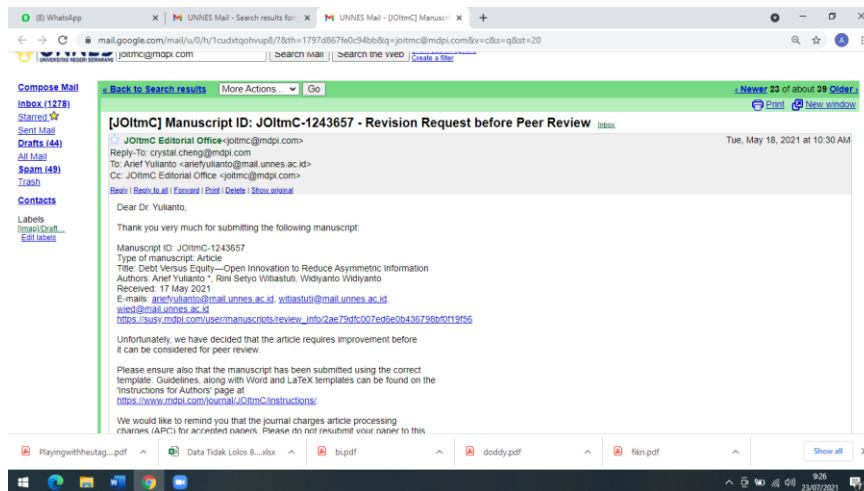 (8) WhatsApp
UNNES Mail - Search results for
UNNES Mail - [JOItmC] Manuscri
mail.google.com/mail/u/0/h/1cudxtqohvup8/?&th=1797d867fe0c94bb&q=joitmc@mdpi.com&v=c&s=q&st=20
UNIVERSITAS NEGERI SEMARANG
joitmc@mdpi.com
Search Mail
Search the Web
Create a filter
Compose Mail
Inbox (1278)
Starred
Sent Mail
Drafts (44)
All Mail
Spam (49)
Trash
Contacts
Labels
[Imap]/Draft...
Edit labels
« Back to Search results More Actions... Go
‹ Newer 23 of about 39 Older ›
Print New window
[JOItmC] Manuscript ID: JOItmC-1243657 - Revision Request before Peer Review Inbox
JOItmC Editorial Office<joitmc@mdpi.com> Tue, May 18, 2021 at 10:30 AM
Reply-To: crystal.cheng@mdpi.com
To: Arief Yulianto <ariefyulianto@mail.unnes.ac.id>
Cc: JOItmC Editorial Office <joitmc@mdpi.com>
Reply | Reply to all | Forward | Print | Delete | Show original
Dear Dr. Yulianto,
Thank you very much for submitting the following manuscript:
Manuscript ID: JOItmC-1243657
Type of manuscript: Article
Title: Debt Versus Equity—Open Innovation to Reduce Asymmetric Information
Authors: Arief Yulianto *, Rini Setyo Witiastuti, Widiyanto Widiyanto
Received: 17 May 2021
E-mails: ariefyulianto@mail.unnes.ac.id, witiastuti@mail.unnes.ac.id,
wied@mail.unnes.ac.id
https://susy.mdpi.com/user/manuscripts/review_info/2ae79dfc007ed6e0b436798bf0f19f56
Unfortunately, we have decided that the article requires improvement before
it can be considered for peer review.
Please ensure also that the manuscript has been submitted using the correct
template. Guidelines, along with Word and LaTeX templates can be found on the
'Instructions for Authors' page at
https://www.mdpi.com/journal/JOItmC/instructions/.
We would like to remind you that the journal charges article processing
charges (APC) for accepted papers. Please do not resubmit your paper to this
Playingwithheutag....pdf
Data Tidak Lolos B....xlsx
bi.pdf
doddy.pdf
fikri.pdf
Show all
9:26
23/07/2021